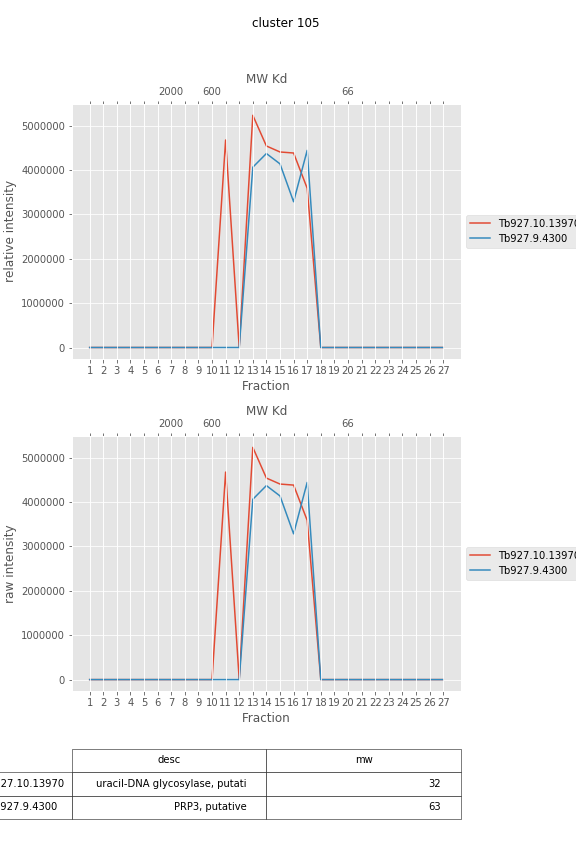 cluster 105
MW Kd
2000 600 66
5000000
4000000
3000000
2000000
1000000
0
relative intensity
1 2 3 4 5 6 7 8 9 10 11 12 13 14 15 16 17 18 19 20 21 22 23 24 25 26 27
Fraction
Tb927.10.13970
Tb927.9.4300
MW Kd
2000 600 66
5000000
4000000
3000000
2000000
1000000
0
raw intensity
1 2 3 4 5 6 7 8 9 10 11 12 13 14 15 16 17 18 19 20 21 22 23 24 25 26 27
Fraction
Tb927.10.13970
Tb927.9.4300
desc mw
27.10.13970 uracil-DNA glycosylase, putati 32
927.9.4300 PRP3, putative 63